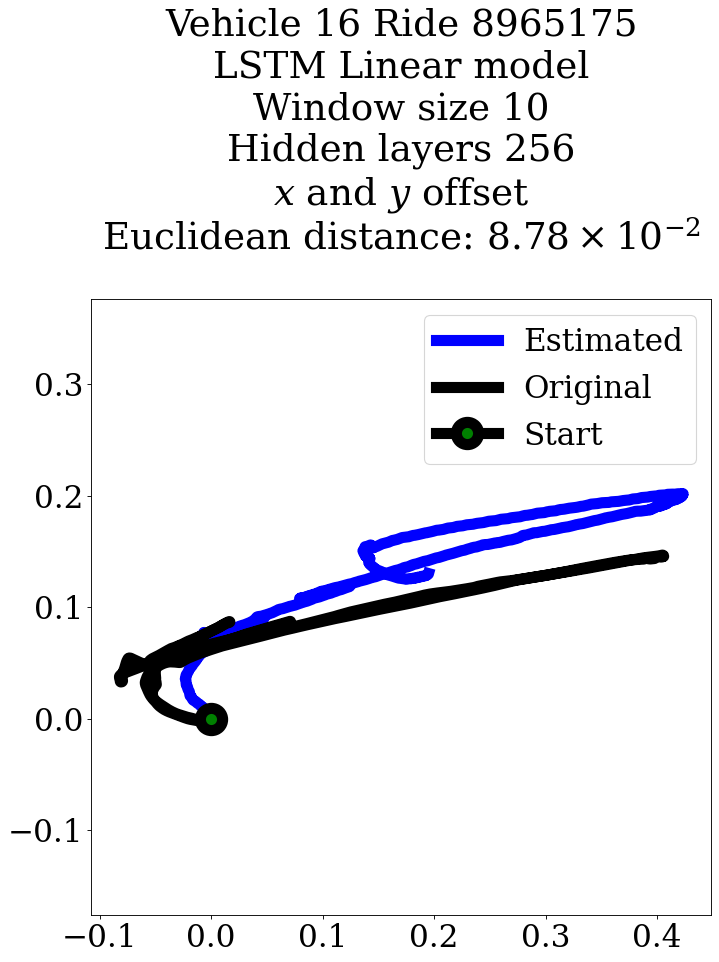 Vehicle 16 Ride 8965175
LSTM Linear model
Window size 10
Hidden layers 256
x and y offset
Euclidean distance: 8.78 × 10⁻²
Estimated
Original
Start
0.3
0.2
0.1
0.0
−0.1
−0.1 0.0 0.1 0.2 0.3 0.4